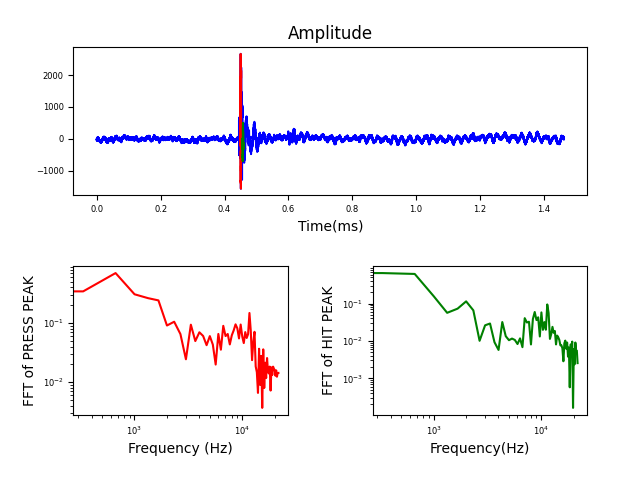 Amplitude
2000
1000
0
−1000
0.0 0.2 0.4 0.6 0.8 1.0 1.2 1.4
Time(ms)
FFT of PRESS PEAK
10⁻¹
10⁻²
10³ 10⁴
Frequency (Hz)
FFT of HIT PEAK
10⁻¹
10⁻²
10⁻³
10³ 10⁴
Frequency(Hz)